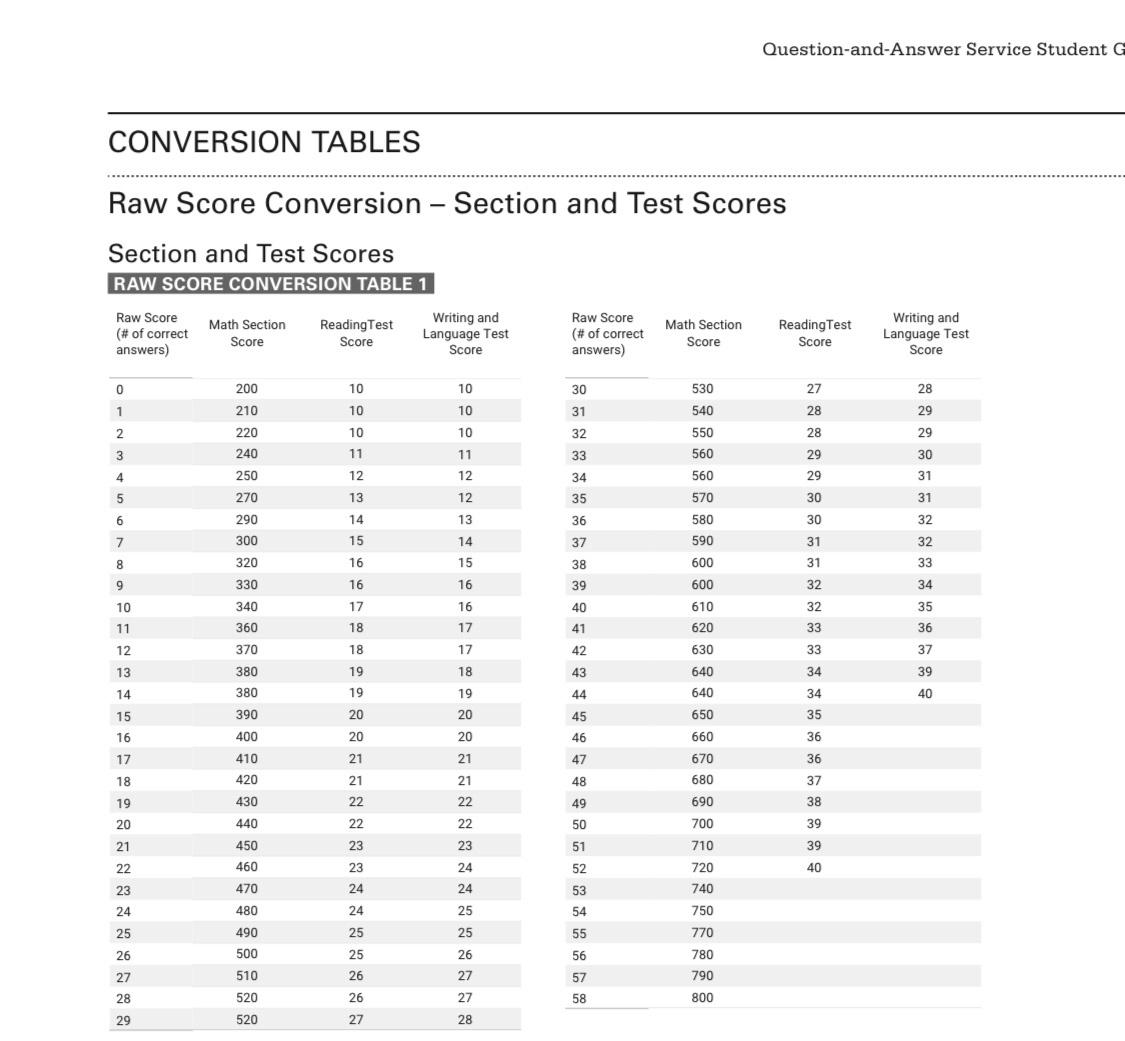 Question-and-Answer Service Student G
CONVERSION TABLES
Raw Score Conversion – Section and Test Scores
Section and Test Scores
RAW SCORE CONVERSION TABLE 1
Raw Score (# of correct answers) Math Section Score ReadingTest Score Writing and Language Test Score
0 200 10 10
1 210 10 10
2 220 10 10
3 240 11 11
4 250 12 12
5 270 13 12
6 290 14 13
7 300 15 14
8 320 16 15
9 330 16 16
10 340 17 16
11 360 18 17
12 370 18 17
13 380 19 18
14 380 19 19
15 390 20 20
16 400 20 20
17 410 21 21
18 420 21 21
19 430 22 22
20 440 22 22
21 450 23 23
22 460 23 24
23 470 24 24
24 480 24 25
25 490 25 25
26 500 25 26
27 510 26 27
28 520 26 27
29 520 27 28
Raw Score (# of correct answers) Math Section Score ReadingTest Score Writing and Language Test Score
30 530 27 28
31 540 28 29
32 550 28 29
33 560 29 30
34 560 29 31
35 570 30 31
36 580 30 32
37 590 31 32
38 600 31 33
39 600 32 34
40 610 32 35
41 620 33 36
42 630 33 37
43 640 34 39
44 640 34 40
45 650 35
46 660 36
47 670 36
48 680 37
49 690 38
50 700 39
51 710 39
52 720 40
53 740
54 750
55 770
56 780
57 790
58 800